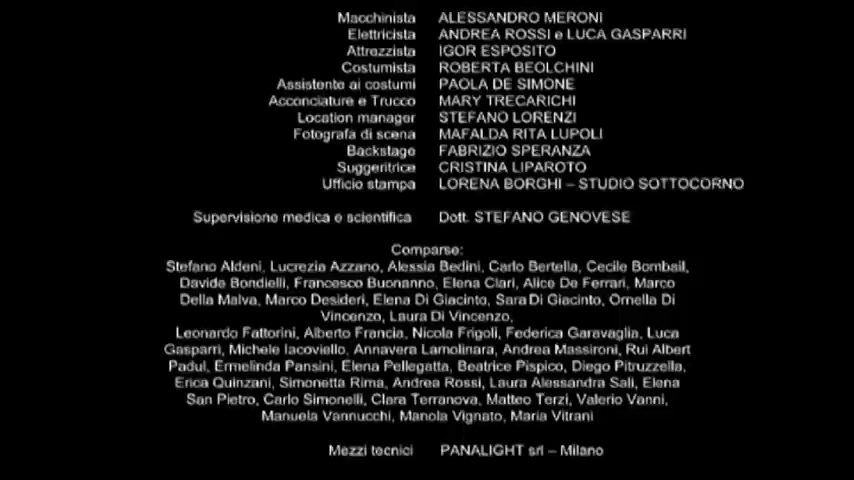 Macchinista ALESSANDRO MERONI
Elettricista ANDREA ROSSI e LUCA GASPARRI
Attrezzista IGOR ESPOSITO
Costumista ROBERTA BEOLCHINI
Assistente ai costumi PAOLA DE SIMONE
Acconciature e Trucco MARY TRECARICHI
Location manager STEFANO LORENZI
Fotografa di scena MAFALDA RITA LUPOLI
Backstage FABRIZIO SPERANZA
Suggeritrice CRISTINA LIPAROTO
Ufficio stampa LORENA BORGHI – STUDIO SOTTOCORNO
Supervisione medica e scientifica Dott. STEFANO GENOVESE
Comparse:
Stefano Aldeni, Lucrezia Azzano, Alessia Bedini, Carlo Bertella, Cecile Bombail,
Davide Bondielli, Francesco Buonanno, Elena Ciari, Alice De Ferrari, Marco
Della Malva, Marco Desideri, Elena Di Giacinto, Sara Di Giacinto, Ornella Di
Vincenzo, Laura Di Vincenzo,
Leonardo Fattorini, Alberto Francia, Nicola Frigoli, Federica Garavaglia, Luca
Gasparri, Michele Iacoviello, Annavera Lamolinara, Andrea Massironi, Rui Albert
Padul, Ermelinda Pansini, Elena Pellegatta, Beatrice Pispico, Diego Pitruzzella,
Erica Quinzani, Simonetta Rima, Andrea Rossi, Laura Alessandra Sali, Elena
San Pietro, Carlo Simonelli, Clara Terranova, Matteo Terzi, Valerio Vanni,
Manuela Vannucchi, Manola Vignato, Maria Vitrani
Mezzi tecnici PANALIGHT srl – Milano